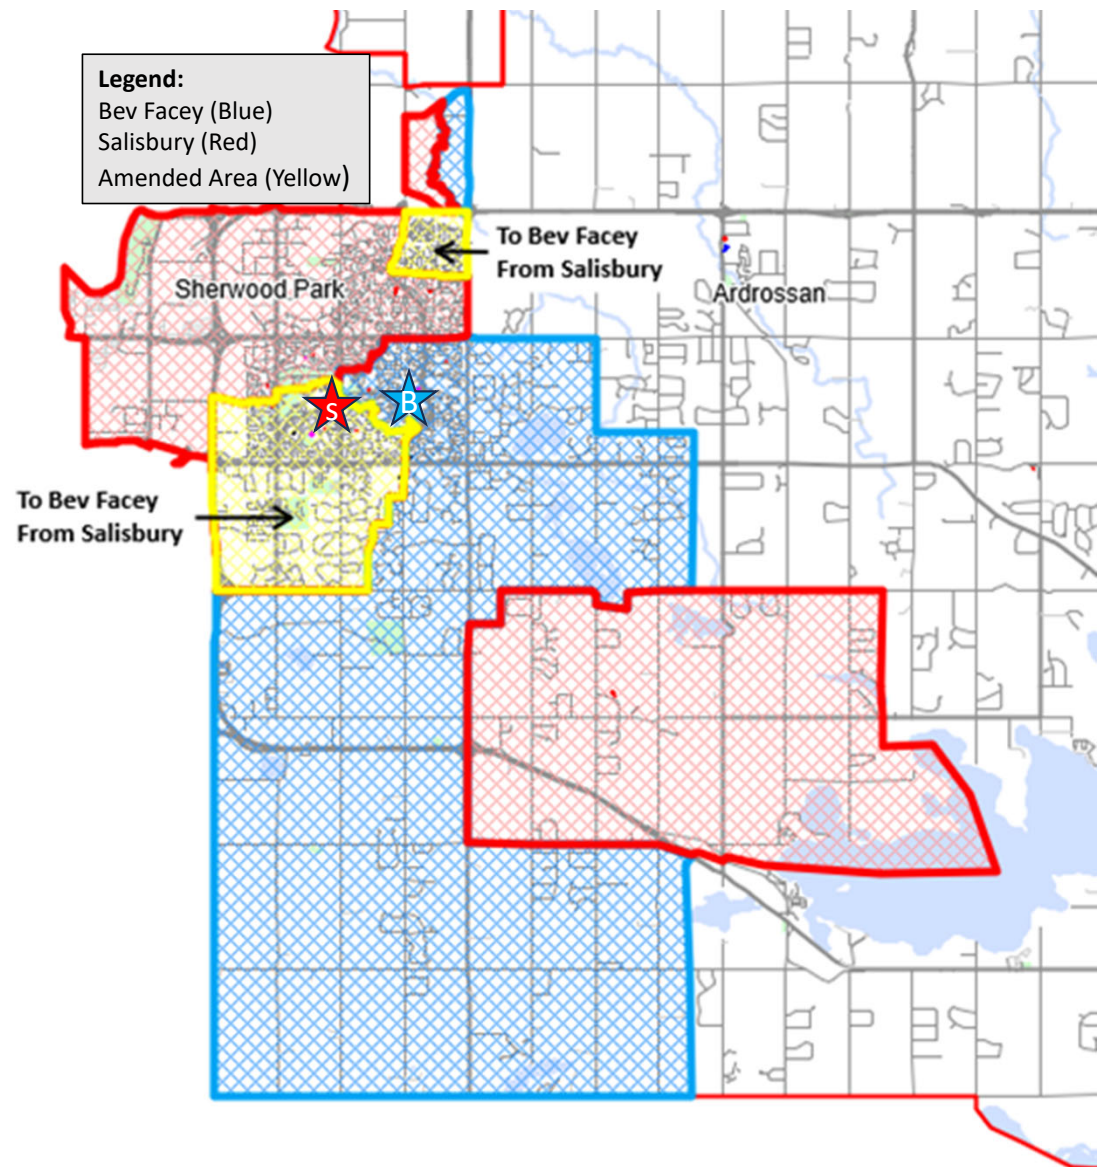 Legend:
Bev Facey (Blue)
Salisbury (Red)
Amended Area (Yellow)
To Bev Facey
From Salisbury
Sherwood Park
Ardrossan
S
B
To Bev Facey
From Salisbury